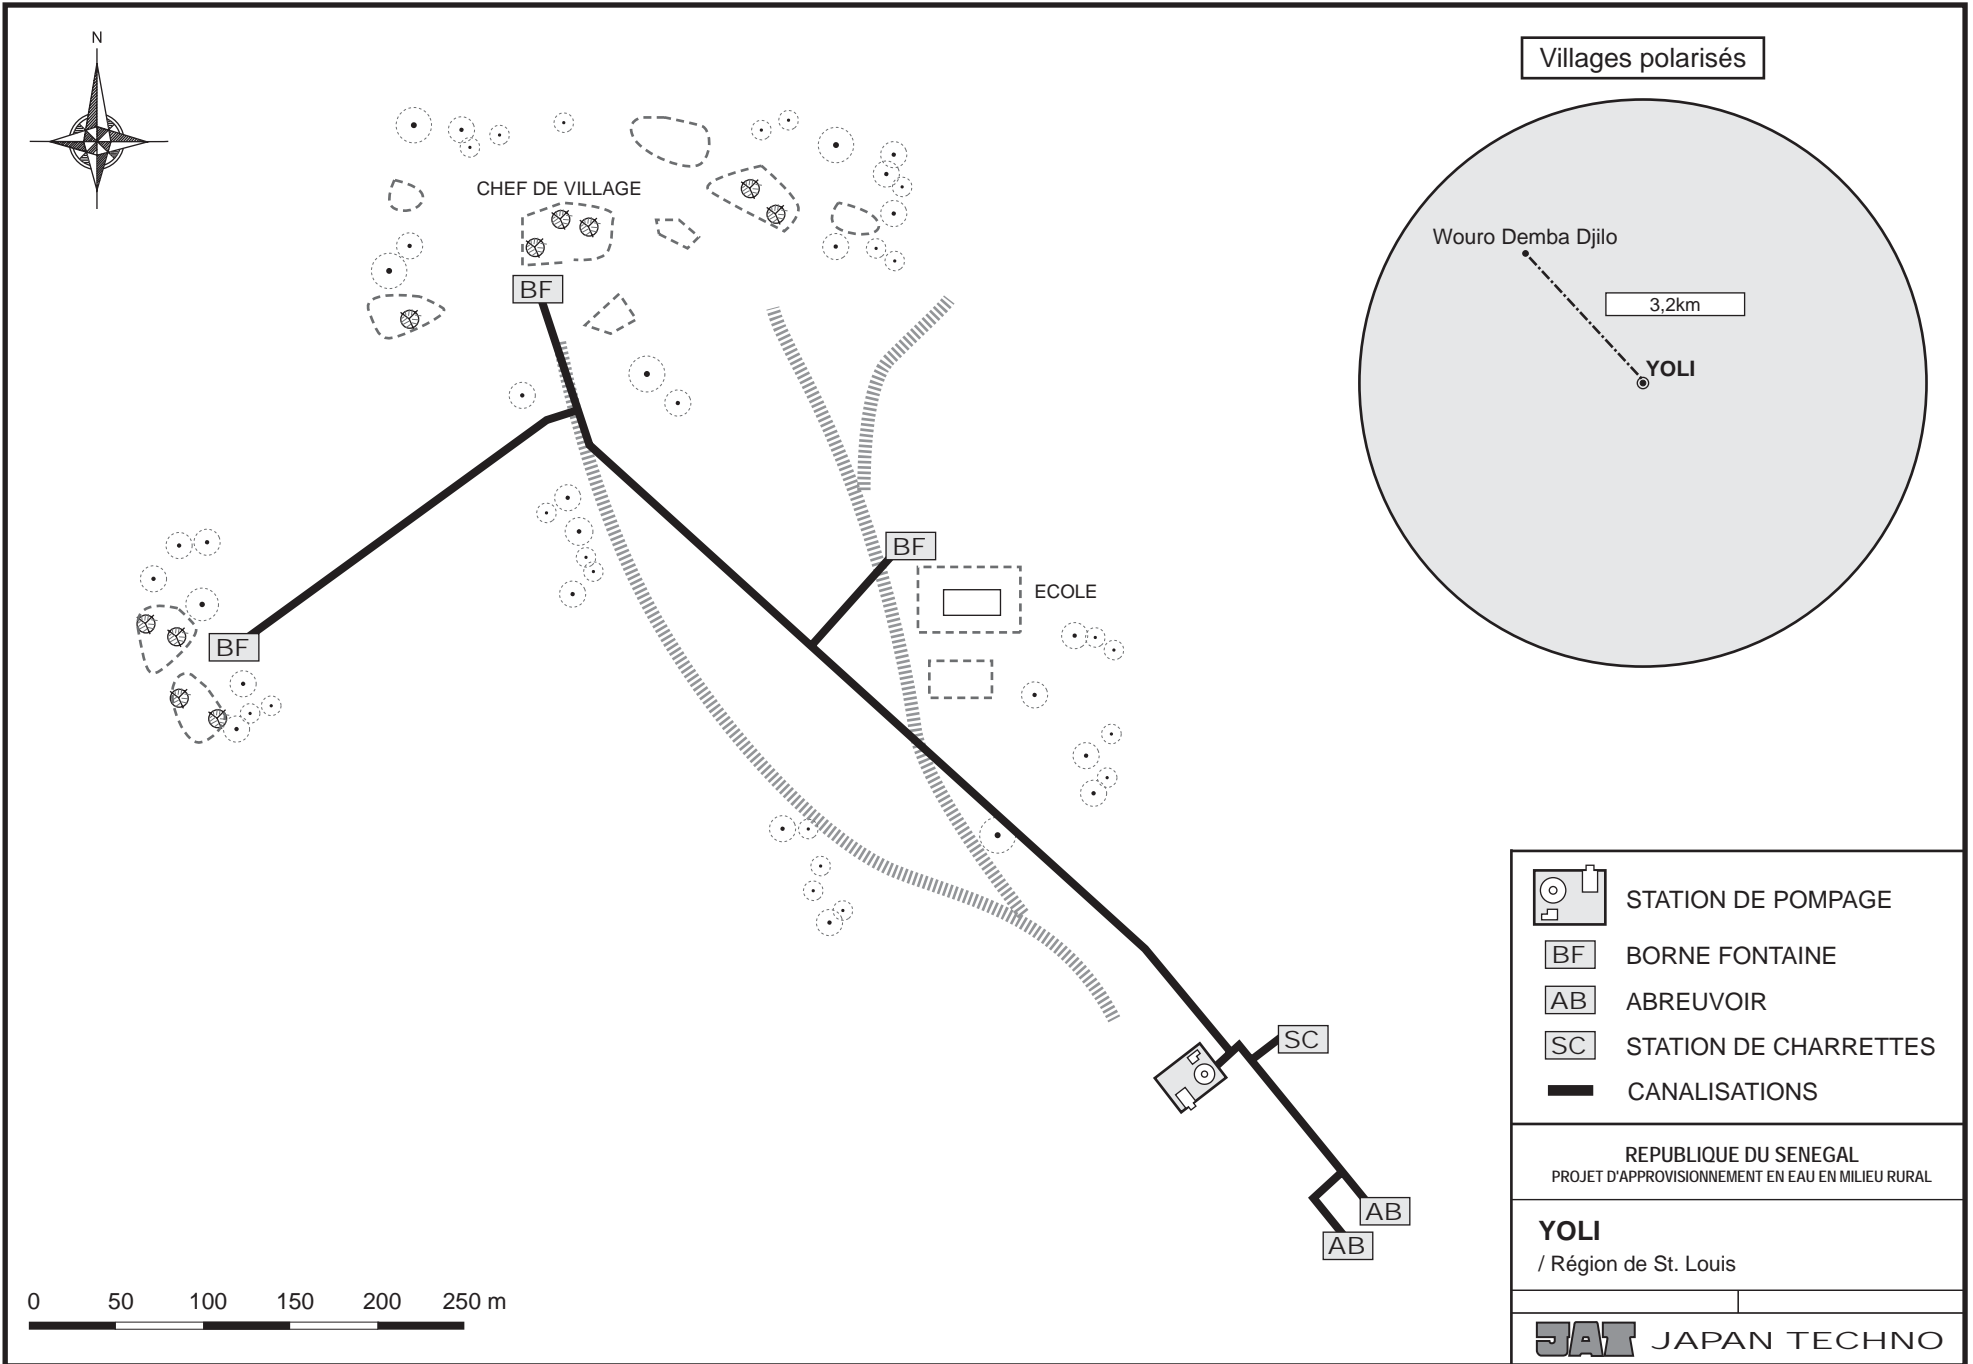 N
Villages polarisés
CHEF DE VILLAGE
BF
Wouro Demba Djilo
3,2km
YOLI
BF
ECOLE
BF
SC
AB
AB
STATION DE POMPAGE
BF BORNE FONTAINE
AB ABREUVOIR
SC STATION DE CHARRETTES
CANALISATIONS
REPUBLIQUE DU SENEGAL
PROJET D'APPROVISIONNEMENT EN EAU EN MILIEU RURAL
YOLI
/ Région de St. Louis
JAT JAPAN TECHNO
0 50 100 150 200 250 m